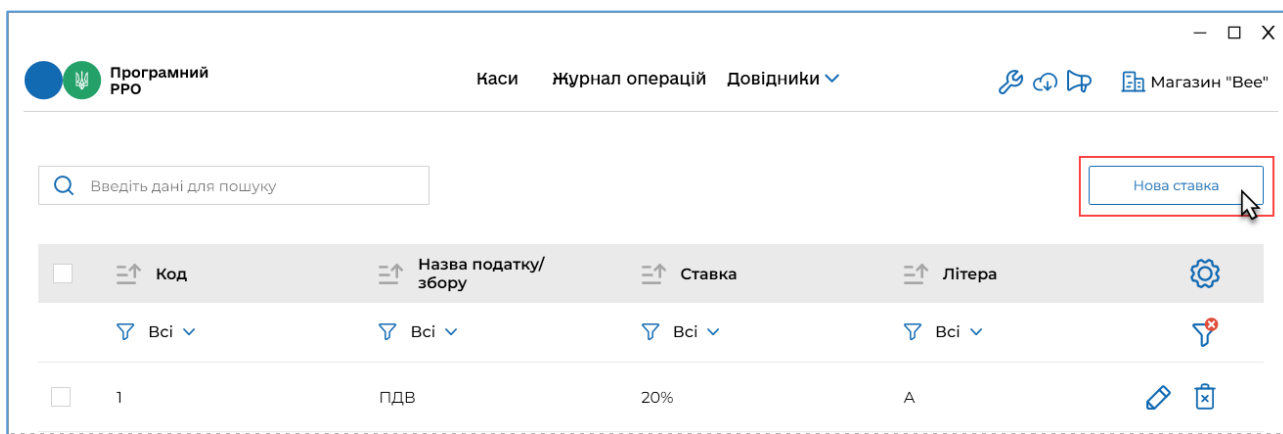 Програмний
РРО
Каси Журнал операцій Довідники
Магазин "Bee"
Введіть дані для пошуку
Нова ставка
Код Назва податку/
збору Ставка Літера
Всі Всі Всі Всі
1 ПДВ 20% А